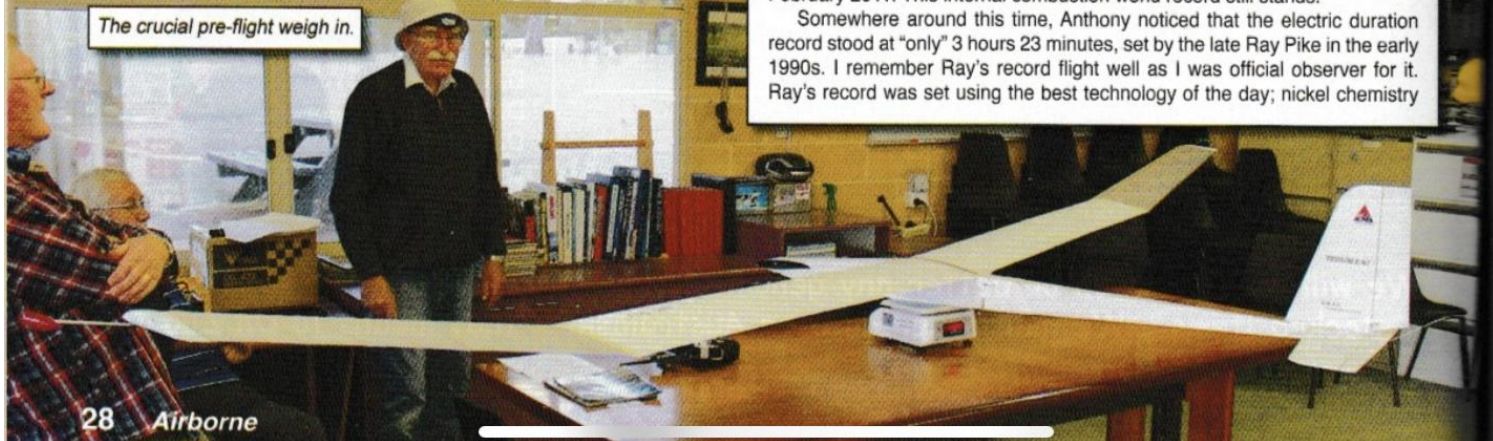 The crucial pre-flight weigh in.
Somewhere around this time, Anthony noticed that the electric duration
record stood at “only” 3 hours 23 minutes, set by the late Ray Pike in the early
1990s. I remember Ray's record flight well as I was official observer for it.
Ray's record was set using the best technology of the day; nickel chemistry
28 Airborne